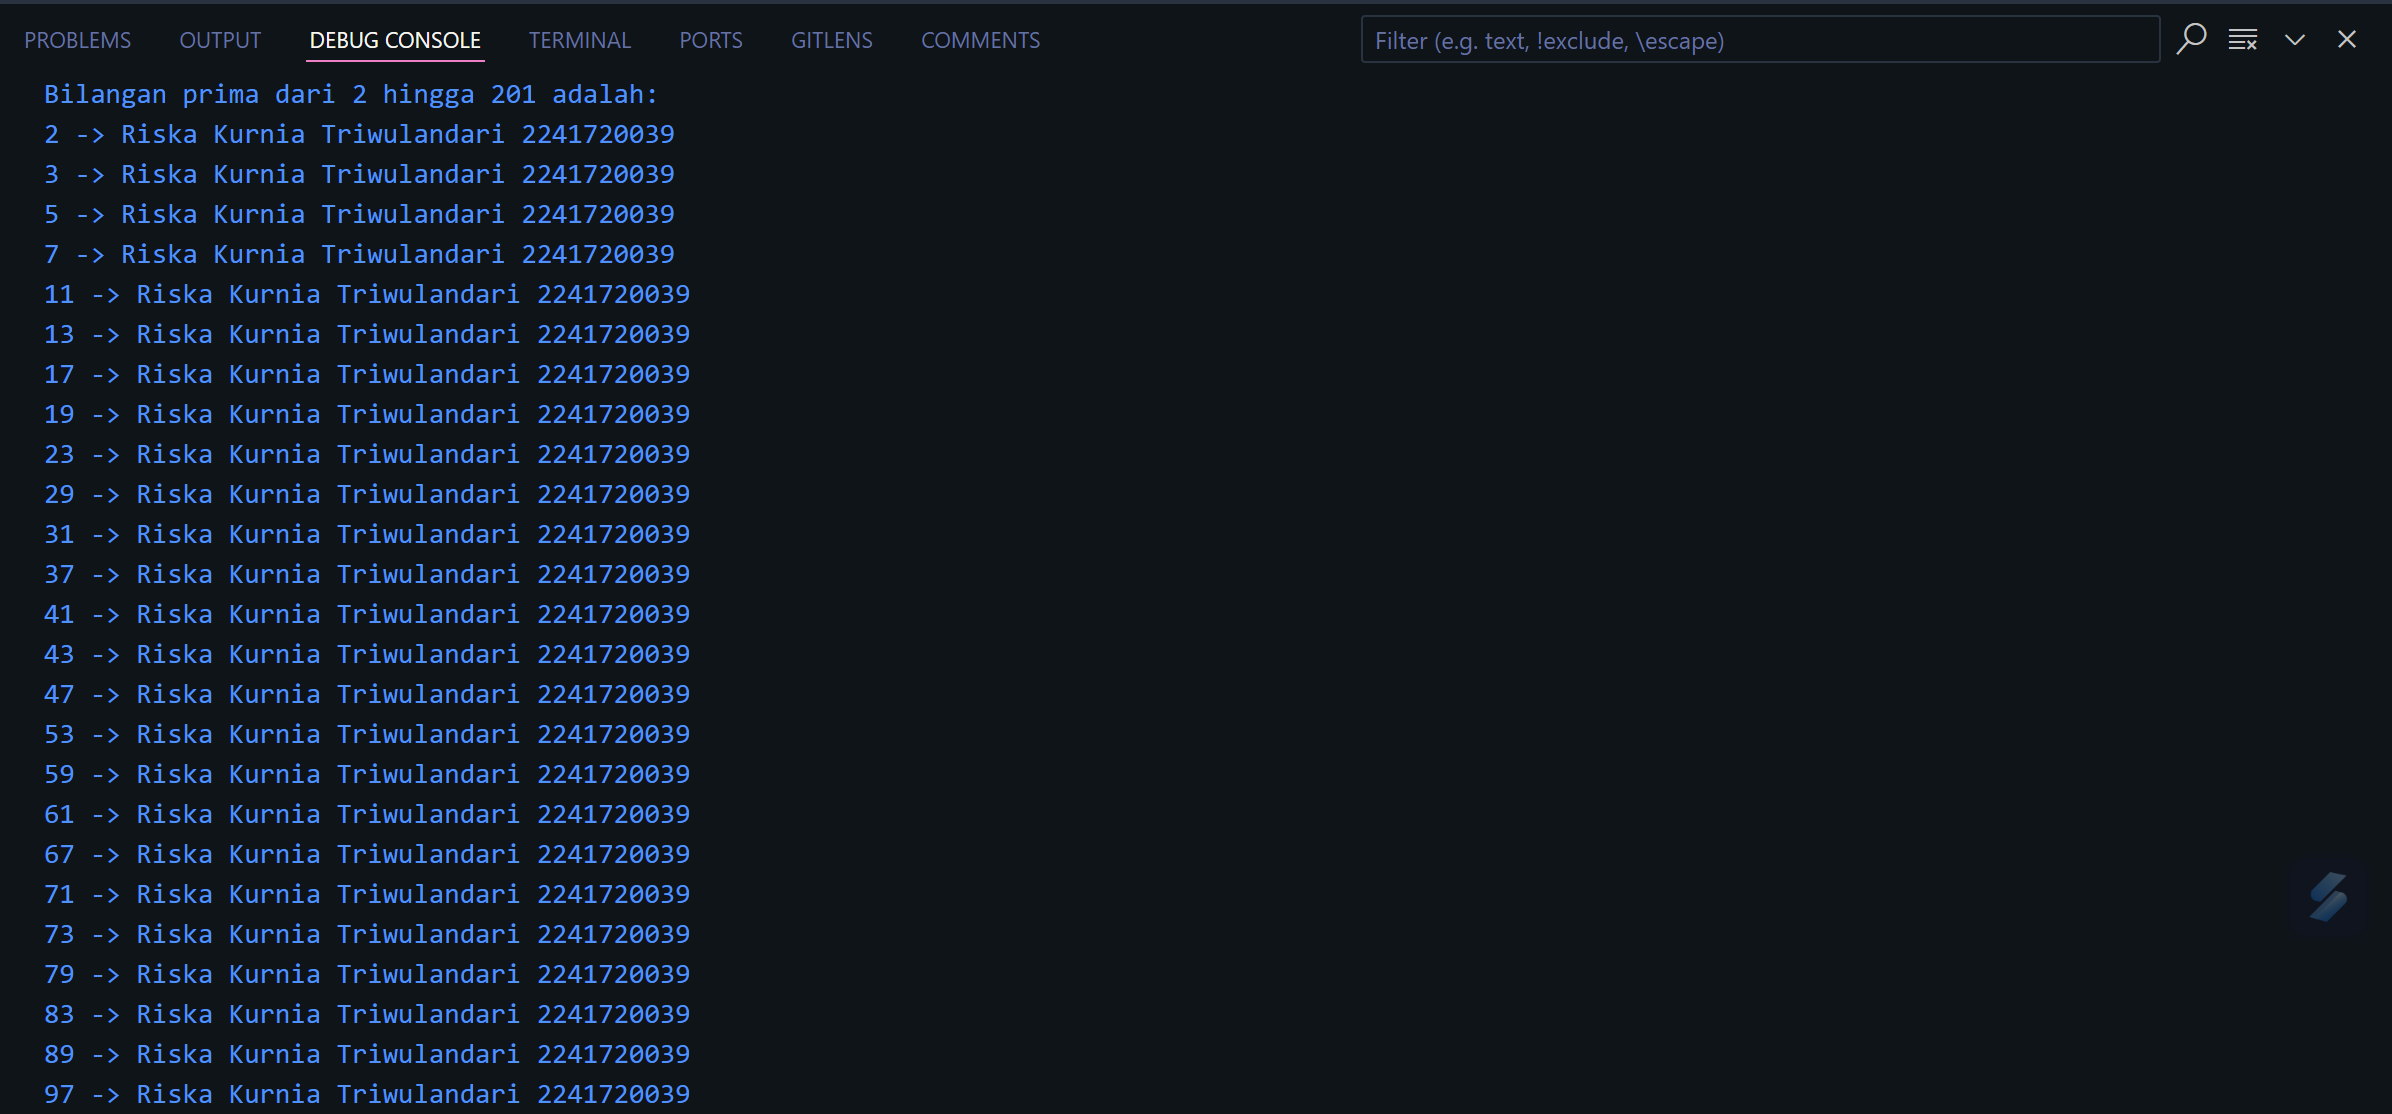 PROBLEMS OUTPUT DEBUG CONSOLE TERMINAL PORTS GITLENS COMMENTS Filter (e.g. text, !exclude, \escape)
Bilangan prima dari 2 hingga 201 adalah:
2 -> Riska Kurnia Triwulandari 2241720039
3 -> Riska Kurnia Triwulandari 2241720039
5 -> Riska Kurnia Triwulandari 2241720039
7 -> Riska Kurnia Triwulandari 2241720039
11 -> Riska Kurnia Triwulandari 2241720039
13 -> Riska Kurnia Triwulandari 2241720039
17 -> Riska Kurnia Triwulandari 2241720039
19 -> Riska Kurnia Triwulandari 2241720039
23 -> Riska Kurnia Triwulandari 2241720039
29 -> Riska Kurnia Triwulandari 2241720039
31 -> Riska Kurnia Triwulandari 2241720039
37 -> Riska Kurnia Triwulandari 2241720039
41 -> Riska Kurnia Triwulandari 2241720039
43 -> Riska Kurnia Triwulandari 2241720039
47 -> Riska Kurnia Triwulandari 2241720039
53 -> Riska Kurnia Triwulandari 2241720039
59 -> Riska Kurnia Triwulandari 2241720039
61 -> Riska Kurnia Triwulandari 2241720039
67 -> Riska Kurnia Triwulandari 2241720039
71 -> Riska Kurnia Triwulandari 2241720039
73 -> Riska Kurnia Triwulandari 2241720039
79 -> Riska Kurnia Triwulandari 2241720039
83 -> Riska Kurnia Triwulandari 2241720039
89 -> Riska Kurnia Triwulandari 2241720039
97 -> Riska Kurnia Triwulandari 2241720039